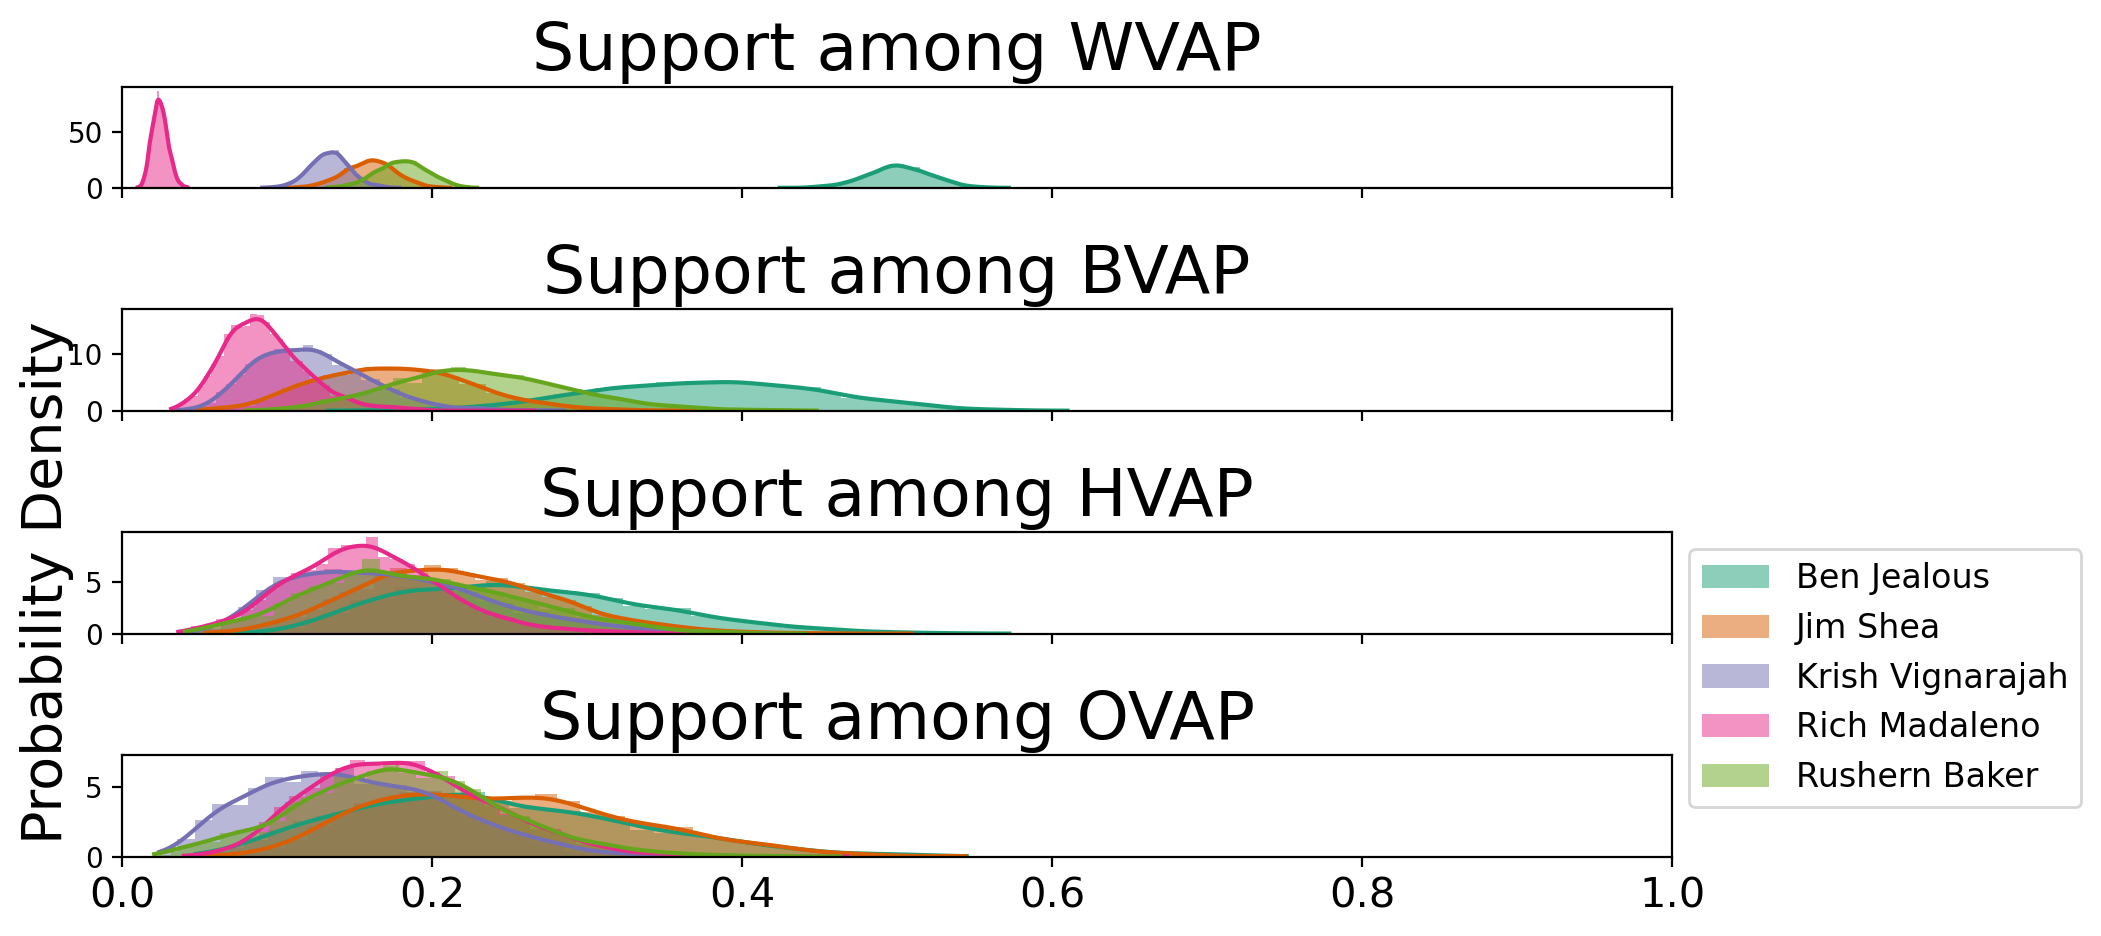 Support among WVAP
50
0
Support among BVAP
10
0
Support among HVAP
5
0
Support among OVAP
5
0
0.0 0.2 0.4 0.6 0.8 1.0
Probability Density
Ben Jealous
Jim Shea
Krish Vignarajah
Rich Madaleno
Rushern Baker